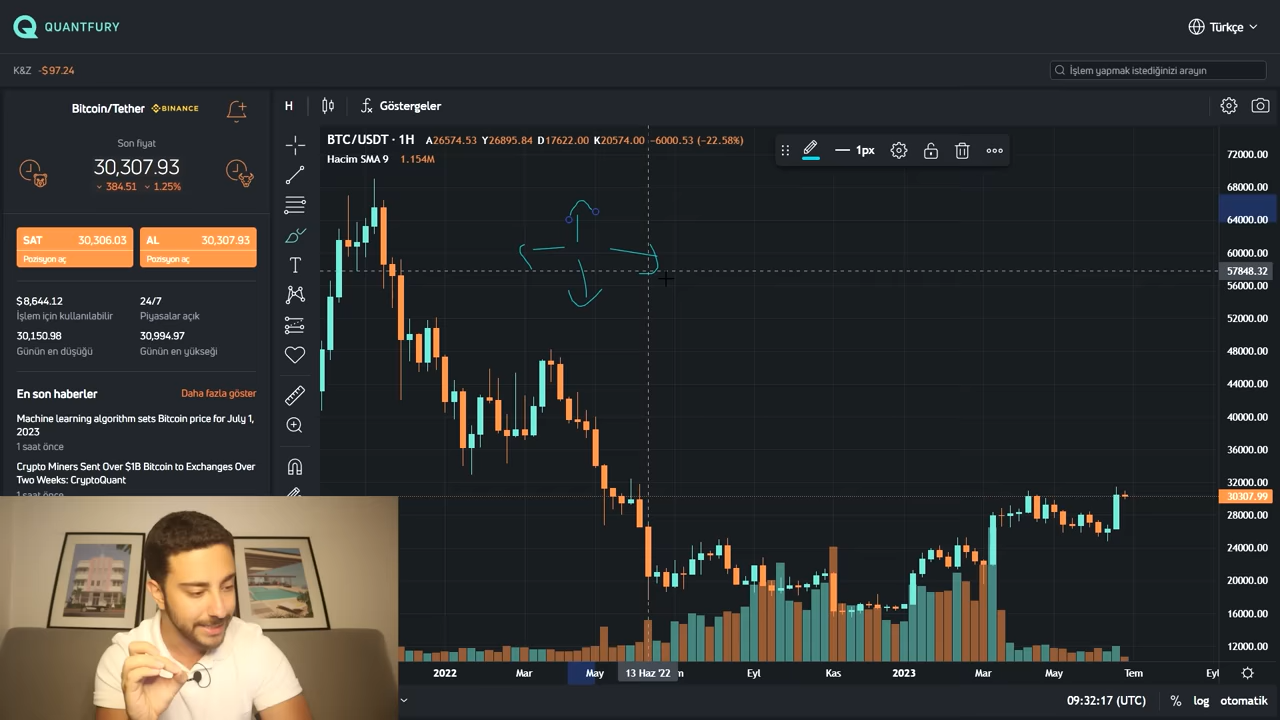 QUANTFURY
Türkçe
K&Z -$97.24
İşlem yapmak istediğinizi arayın
Bitcoin/Tether BINANCE
Son fiyat
30,307.93
384.51 1.25%
SAT 30,306.03
Pozisyon aç
AL 30,307.93
Pozisyon aç
$8,644.12
İşlem için kullanılabilir
24/7
Piyasalar açık
30,150.98
Günün en düşüğü
30,994.97
Günün en yükseği
En son haberler Daha fazla göster
Machine learning algorithm sets Bitcoin price for July 1,
2023
1 saat önce
Crypto Miners Sent Over $1B Bitcoin to Exchanges Over
Two Weeks: CryptoQuant
1 saat önce
H Göstergeler
BTC/USDT · 1H A26574.53 Y26895.84 D17622.00 K20574.00 -6000.53 (-22.58%)
Hacim SMA 9 1.154M
1px
72000.00
68000.00
64000.00
60000.00
57848.32
56000.00
52000.00
48000.00
44000.00
40000.00
36000.00
32000.00
30307.99
28000.00
24000.00
20000.00
16000.00
12000.00
2022 Mar May 13 Haz '22 Eyl Kas 2023 Mar May Tem Eyl
09:32:17 (UTC) % log otomatik